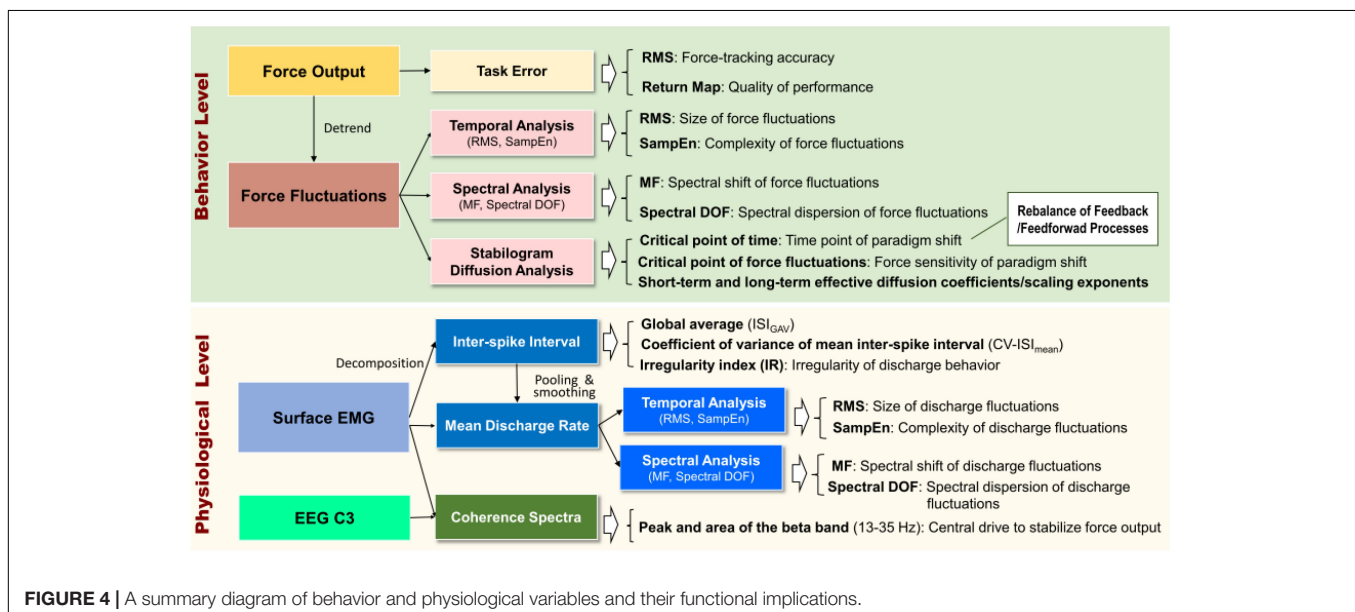 Behavior Level
Force Output
Task Error
RMS: Force-tracking accuracy
Return Map: Quality of performance
Detrend
Temporal Analysis
(RMS, SampEn)
RMS: Size of force fluctuations
SampEn: Complexity of force fluctuations
Force Fluctuations
Spectral Analysis
(MF, Spectral DOF)
MF: Spectral shift of force fluctuations
Spectral DOF: Spectral dispersion of force fluctuations
Rebalance of Feedback
/Feedforwad Processes
Stabilogram
Diffusion Analysis
Critical point of time: Time point of paradigm shift
Critical point of force fluctuations: Force sensitivity of paradigm shift
Short-term and long-term effective diffusion coefficients/scaling exponents
Physiological Level
Surface EMG
Decomposition
Inter-spike Interval
Global average (ISIGAV)
Coefficient of variance of mean inter-spike interval (CV-ISImean)
Irregularity index (IR): Irregularity of discharge behavior
Pooling &
smoothing
Mean Discharge Rate
Temporal Analysis
(RMS, SampEn)
RMS: Size of discharge fluctuations
SampEn: Complexity of discharge fluctuations
Spectral Analysis
(MF, Spectral DOF)
MF: Spectral shift of discharge fluctuations
Spectral DOF: Spectral dispersion of discharge
fluctuations
EEG C3
Coherence Spectra
Peak and area of the beta band (13-35 Hz): Central drive to stabilize force output
FIGURE 4 | A summary diagram of behavior and physiological variables and their functional implications.